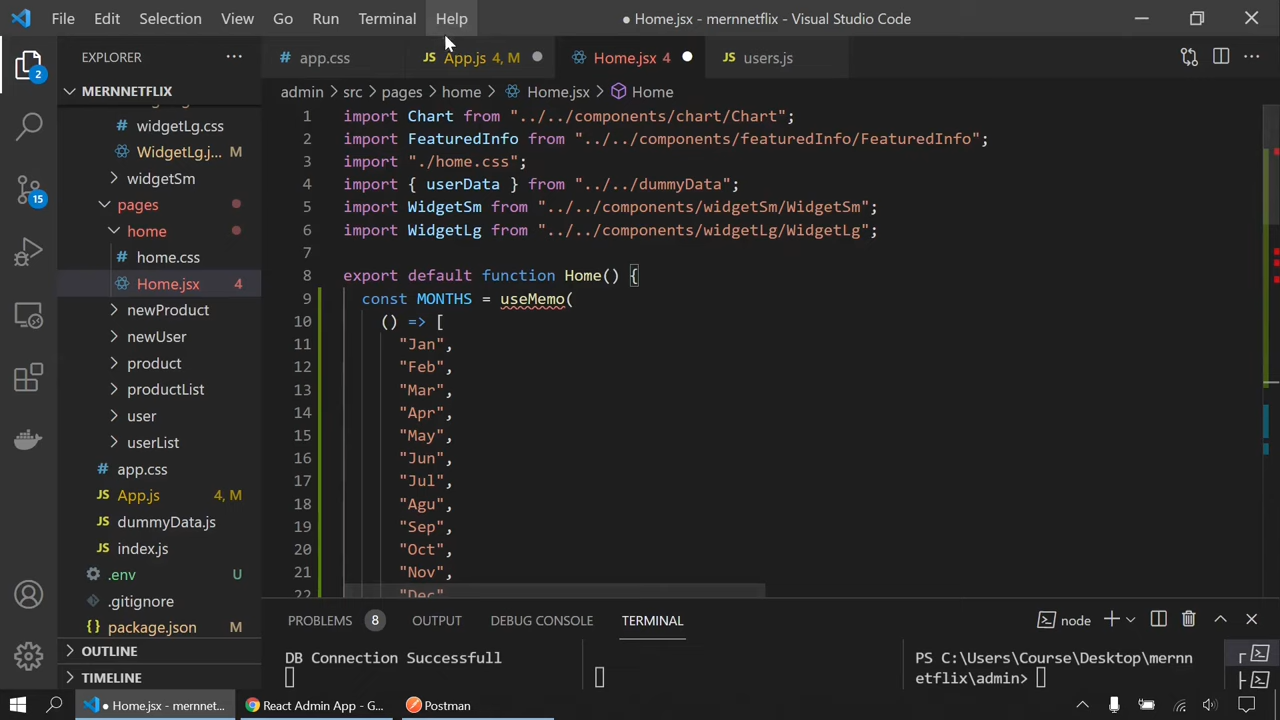 File Edit Selection View Go Run Terminal Help
● Home.jsx - mernnetflix - Visual Studio Code
EXPLORER
MERNNETFLIX
# widgetLg.css
WidgetLg.j... M
widgetSm
pages
home
# home.css
Home.jsx 4
newProduct
newUser
product
productList
user
userList
# app.css
JS App.js 4, M
JS dummyData.js
JS index.js
.env U
.gitignore
{} package.json M
OUTLINE
TIMELINE
2
15
# app.css
JS App.js 4, M
Home.jsx 4
JS users.js
admin > src > pages > home > Home.jsx > Home
1 import Chart from "../../components/chart/Chart";
2 import FeaturedInfo from "../../components/featuredInfo/FeaturedInfo";
3 import "./home.css";
4 import { userData } from "../../dummyData";
5 import WidgetSm from "../../components/widgetSm/WidgetSm";
6 import WidgetLg from "../../components/widgetLg/WidgetLg";
7
8 export default function Home() {
9 const MONTHS = useMemo(
10 () => [
11 "Jan",
12 "Feb",
13 "Mar",
14 "Apr",
15 "May",
16 "Jun",
17 "Jul",
18 "Agu",
19 "Sep",
20 "Oct",
21 "Nov",
22 "Dec"
PROBLEMS 8 OUTPUT DEBUG CONSOLE TERMINAL
node
DB Connection Successfull
PS C:\Users\Course\Desktop\mernn
etflix\admin>
● Home.jsx - mernnet...
React Admin App - G...
Postman